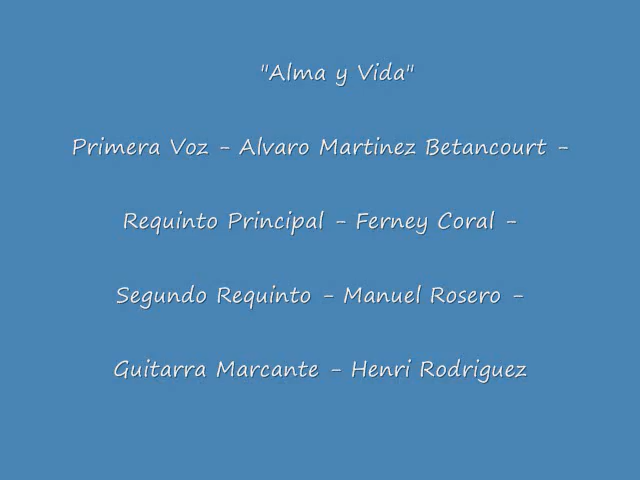 "Alma y Vida"
Primera Voz - Alvaro Martinez Betancourt -
Requinto Principal - Ferney Coral -
Segundo Requinto - Manuel Rosero -
Guitarra Marcante - Henri Rodriguez